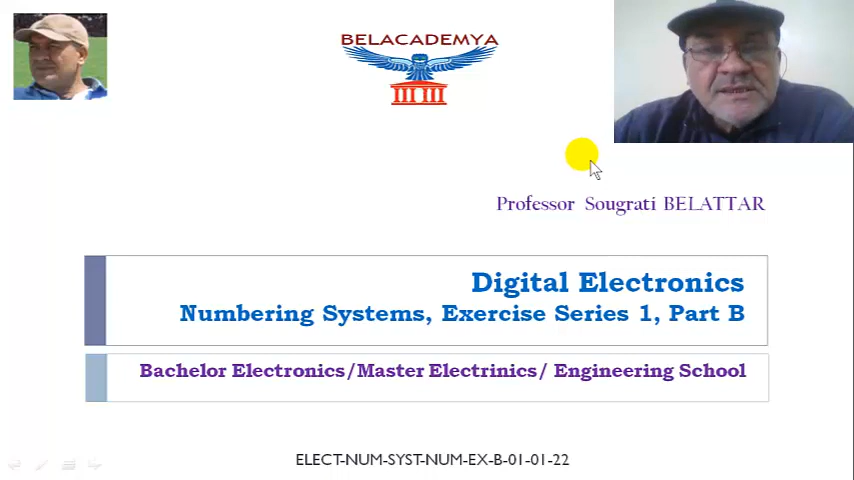 BELACADEMYA
Professor Sougrati BELATTAR
Digital Electronics
Numbering Systems, Exercise Series 1, Part B
Bachelor Electronics/Master Electrinics/ Engineering School
ELECT-NUM-SYST-NUM-EX-B-01-01-22